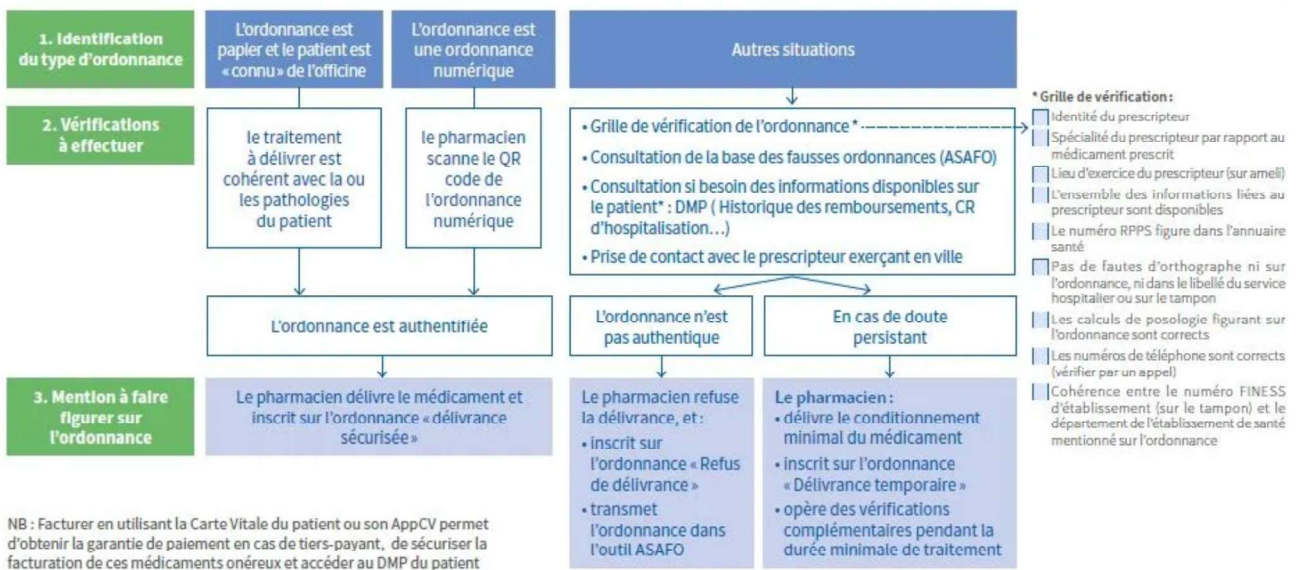 1. Identification
du type d'ordonnance
L'ordonnance est
papier et le patient est
«connu» de l'officine
L'ordonnance est
une ordonnance
numérique
Autres situations
2. Vérifications
à effectuer
le traitement
à délivrer est
cohérent avec la ou
les pathologies
du patient
le pharmacien
scanne le QR
code de
l'ordonnance
numérique
• Grille de vérification de l'ordonnance *
• Consultation de la base des fausses ordonnances (ASAFO)
• Consultation si besoin des informations disponibles sur
le patient* : DMP ( Historique des remboursements, CR
d'hospitalisation…)
• Prise de contact avec le prescripteur exerçant en ville
* Grille de vérification :
Identité du prescripteur
Spécialité du prescripteur par rapport au
médicament prescrit
Lieu d'exercice du prescripteur (sur ameli)
L'ensemble des informations liées au
prescripteur sont disponibles
Le numéro RPPS figure dans l'annuaire
santé
Pas de fautes d'orthographe ni sur
l'ordonnance, ni dans le libellé du service
hospitalier ou sur le tampon
Les calculs de posologie figurant sur
l'ordonnance sont corrects
Les numéros de téléphone sont corrects
(vérifier par un appel)
Cohérence entre le numéro FINESS
d'établissement (sur le tampon) et le
département de l'établissement de santé
mentionné sur l'ordonnance
L'ordonnance est authentifiée
L'ordonnance n'est
pas authentique
En cas de doute
persistant
3. Mention à faire
figurer sur
l'ordonnance
Le pharmacien délivre le médicament et
inscrit sur l'ordonnance « délivrance
sécurisée »
Le pharmacien refuse
la délivrance, et :
• inscrit sur
l'ordonnance « Refus
de délivrance »
• transmet
l'ordonnance dans
l'outil ASAFO
Le pharmacien :
• délivre le conditionnement
minimal du médicament
• inscrit sur l'ordonnance
« Délivrance temporaire »
• opère des vérifications
complémentaires pendant la
durée minimale de traitement
NB : Facturer en utilisant la Carte Vitale du patient ou son AppCV permet
d'obtenir la garantie de paiement en cas de tiers-payant, de sécuriser la
facturation de ces médicaments onéreux et accéder au DMP du patient